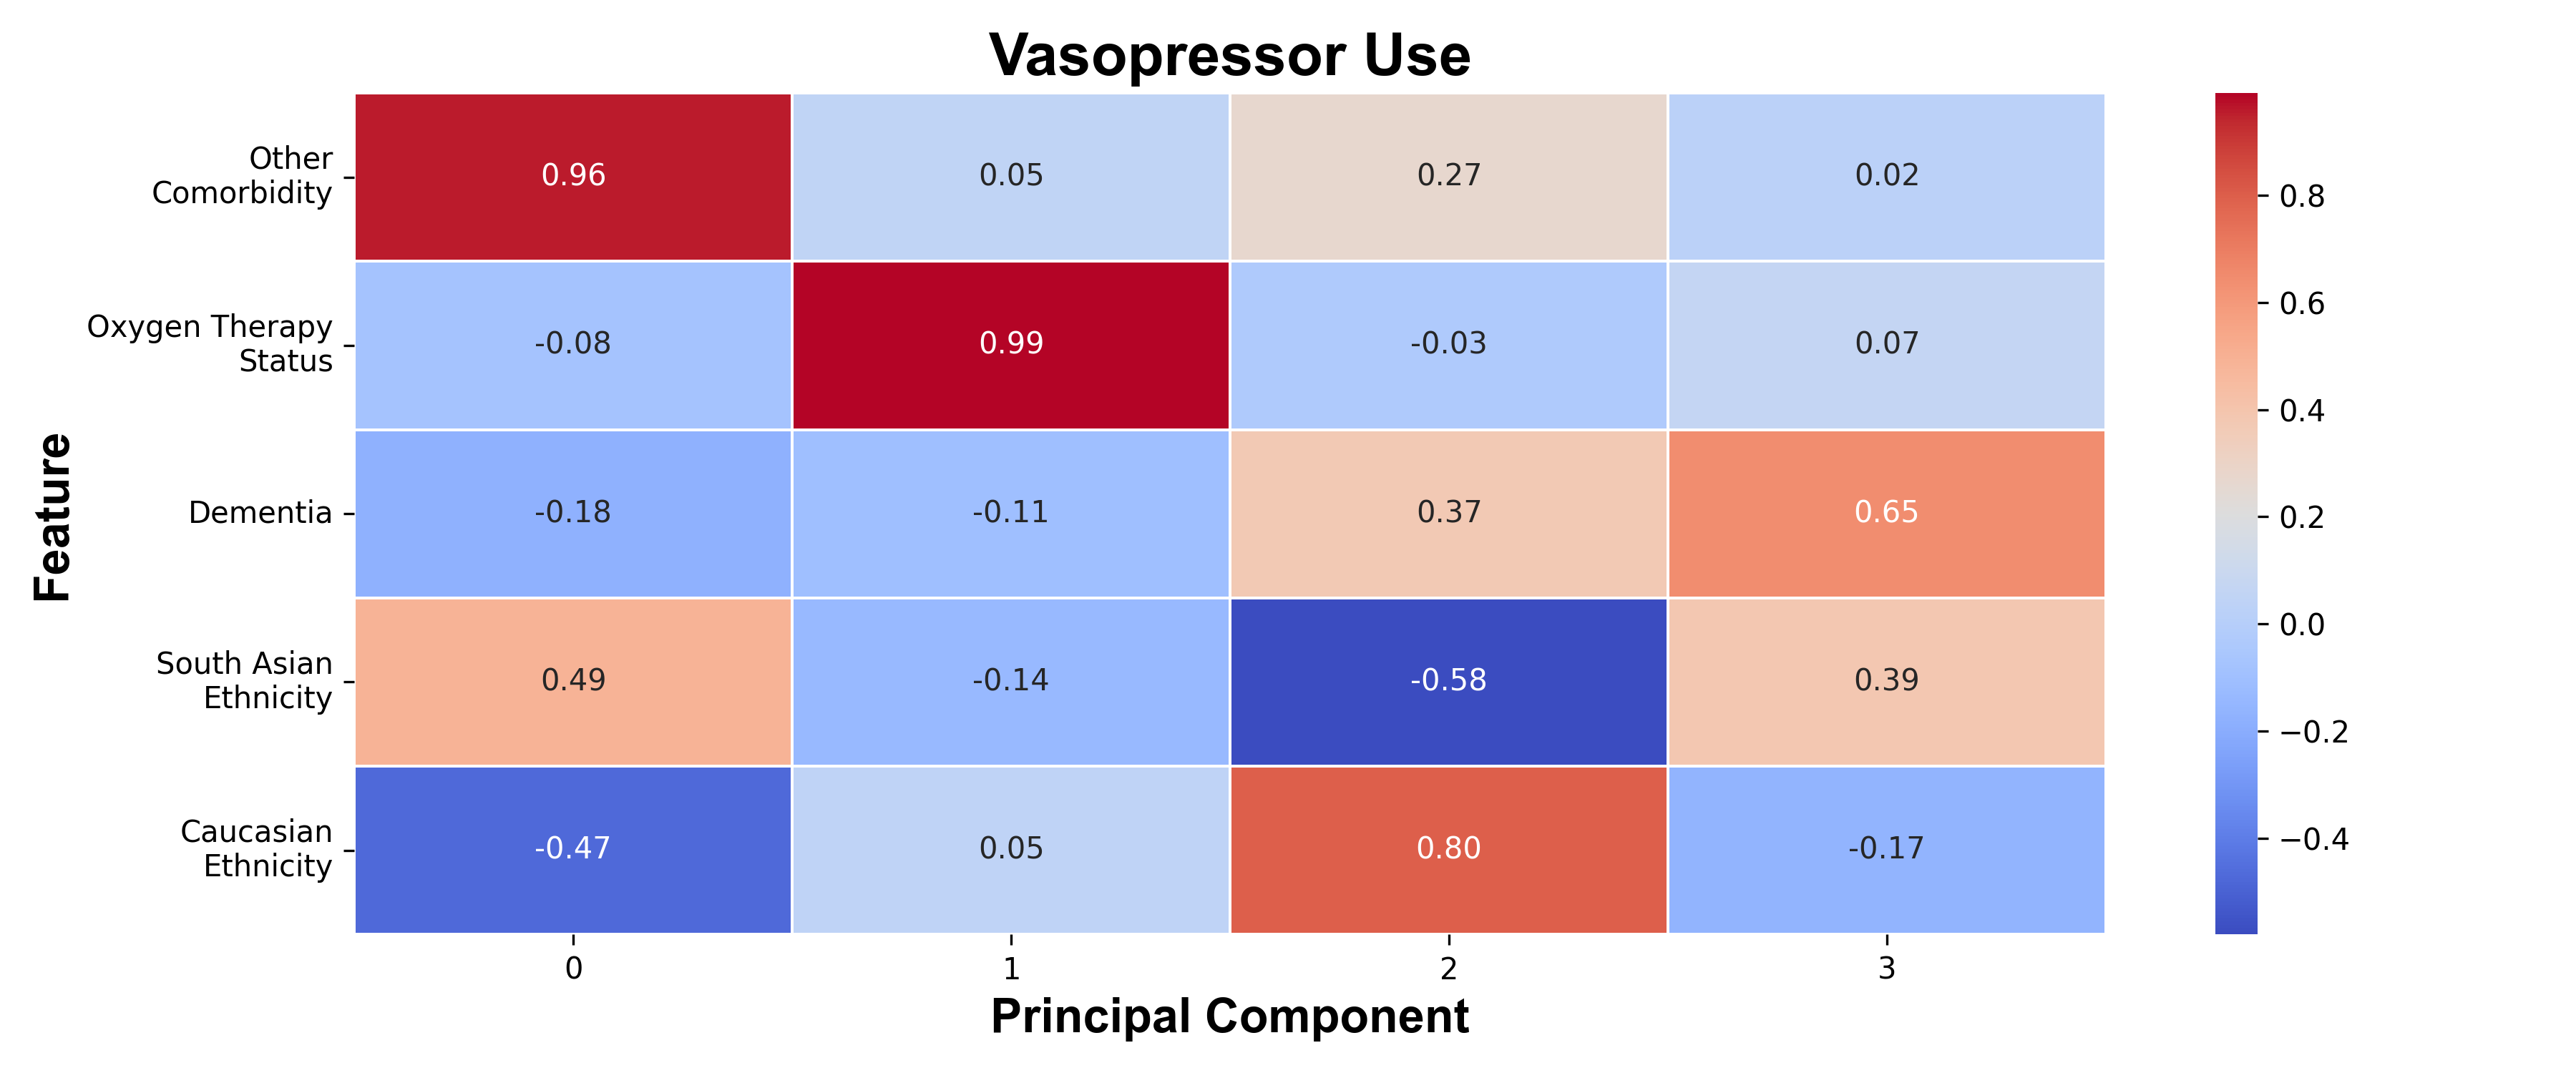 Vasopressor Use
Feature
Other
Comorbidity
0.96 0.05 0.27 0.02
Oxygen Therapy
Status
-0.08 0.99 -0.03 0.07
Dementia
-0.18 -0.11 0.37 0.65
South Asian
Ethnicity
0.49 -0.14 -0.58 0.39
Caucasian
Ethnicity
-0.47 0.05 0.80 -0.17
0 1 2 3
Principal Component
0.8
0.6
0.4
0.2
0.0
−0.2
−0.4